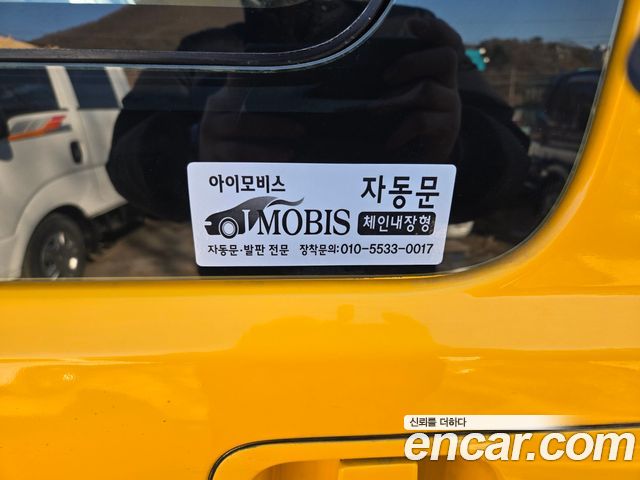 아이모비스
자동문
IMOBIS
체인내장형
자동문·발판 전문 장착문의:010-5533-0017
신뢰를 더하다
encar.com